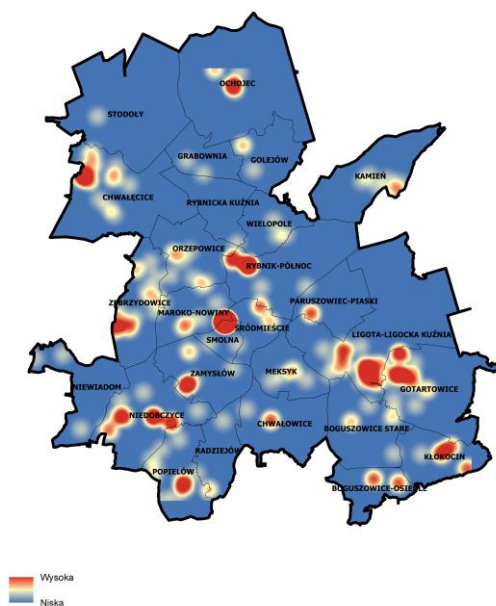 OCHOJEC
STODOŁY
GRABOWNIA
GOLEJÓW
KAMIEŃ
CHWAŁĘCICE
RYBNICKA KUŹNIA
WIELOPOLE
ORZEPOWICE
RYBNIK-PÓŁNOC
ZEBRZYDOWICE
PARUSZOWIEC-PIASKI
MAROKO-NOWINY
ŚRÓDMIEŚCIE
LIGOTA-LIGOCKA KUŹNIA
SMOLNA
ZAMYSŁÓW
MEKSYK
NIEWIADOM
GOTARTOWICE
NIEDOBCZYCE
CHWAŁOWICE
BOGUSZOWICE STARE
RADZIEJÓW
KŁOKOCIN
POPIELÓW
BOGUSZOWICE-OSIEDLE
Wysoka
Niska